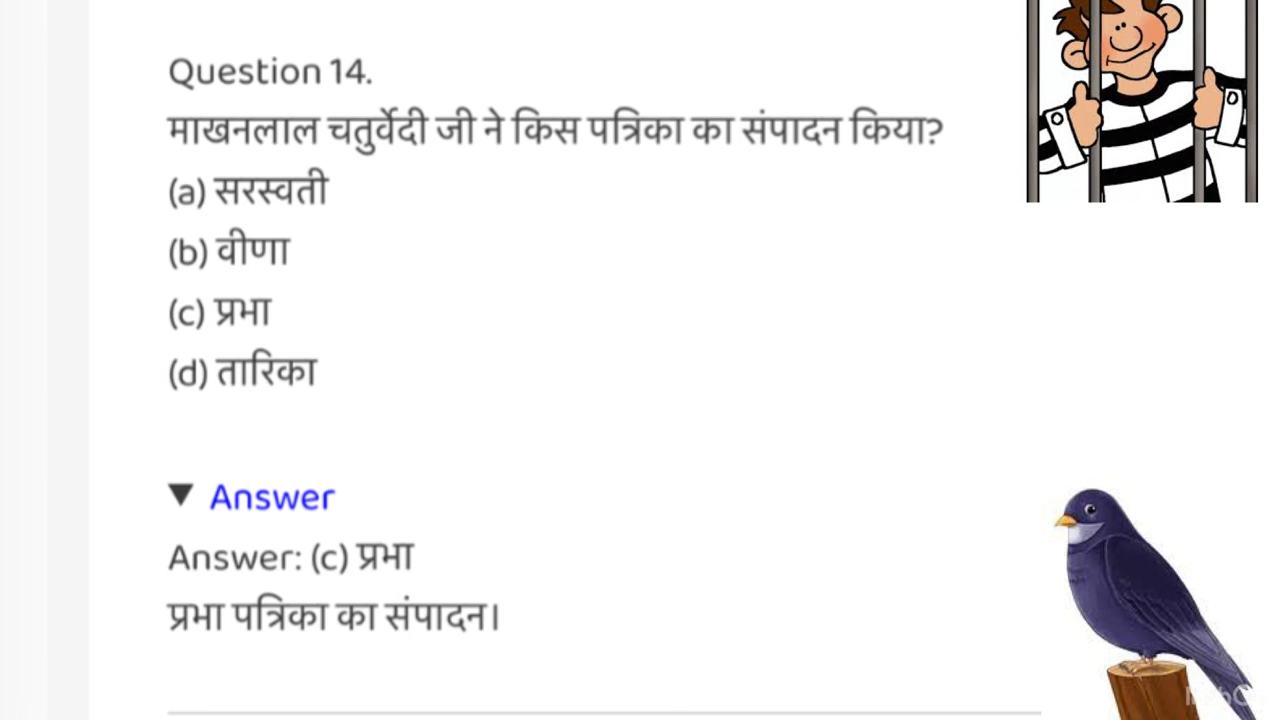 Question 14.
माखनलाल चतुर्वेदी जी ने किस पत्रिका का संपादन किया?
(a) सरस्वती
(b) वीणा
(c) प्रभा
(d) तारिका
▼ Answer
Answer: (c) प्रभा
प्रभा पत्रिका का संपादन।